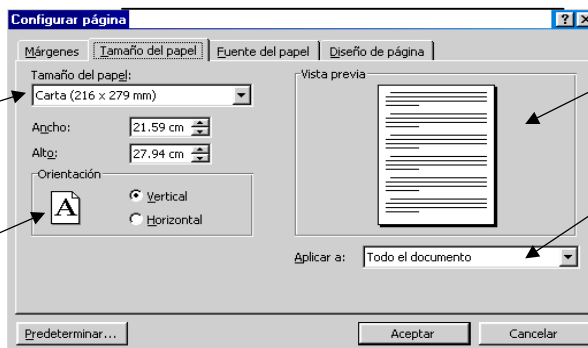 Configurar página
Márgenes Tamaño del papel Fuente del papel Diseño de página
Tamaño del papel:
Carta (216 x 279 mm)
Ancho: 21.59 cm
Alto: 27.94 cm
Orientación
A
Vertical
Horizontal
Vista previa
Aplicar a: Todo el documento
Predeterminar... Aceptar Cancelar